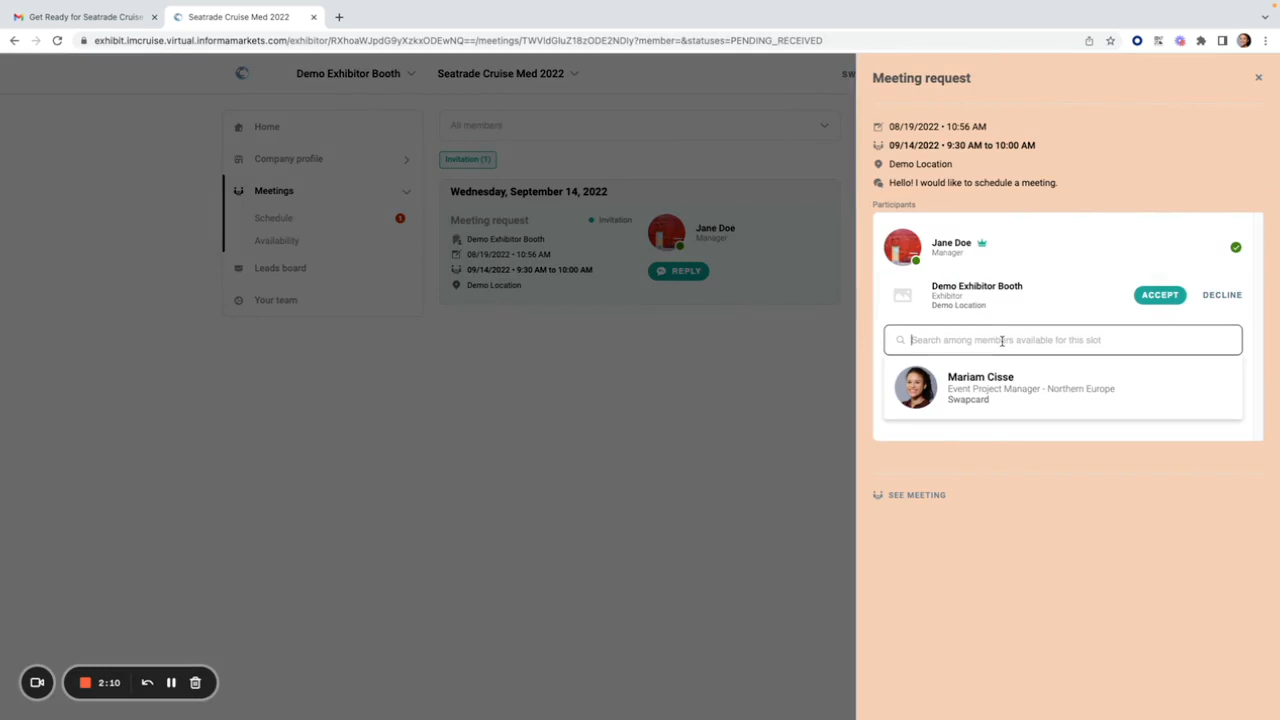 Get Ready for Seatrade Cruise
Seatrade Cruise Med 2022
exhibit.imcruise.virtual.informamarkets.com/exhibitor/RXhoaWJpdG9yXzkxODEwNQ==/meetings/TWVldGluZ18zODE2NDIy?member=&statuses=PENDING_RECEIVED
Demo Exhibitor Booth
Seatrade Cruise Med 2022
SW
Home
Company profile
Meetings
Schedule
1
Availability
Leads board
Your team
All members
Invitation (1)
Wednesday, September 14, 2022
Meeting request
Invitation
Demo Exhibitor Booth
08/19/2022 • 10:56 AM
09/14/2022 • 9:30 AM to 10:00 AM
Demo Location
Jane Doe
Manager
REPLY
Meeting request
08/19/2022 • 10:56 AM
09/14/2022 • 9:30 AM to 10:00 AM
Demo Location
Hello! I would like to schedule a meeting.
Participants
Jane Doe
Manager
Demo Exhibitor Booth
Exhibitor
Demo Location
ACCEPT
DECLINE
Search among members available for this slot
Mariam Cisse
Event Project Manager - Northern Europe
Swapcard
SEE MEETING
2:10